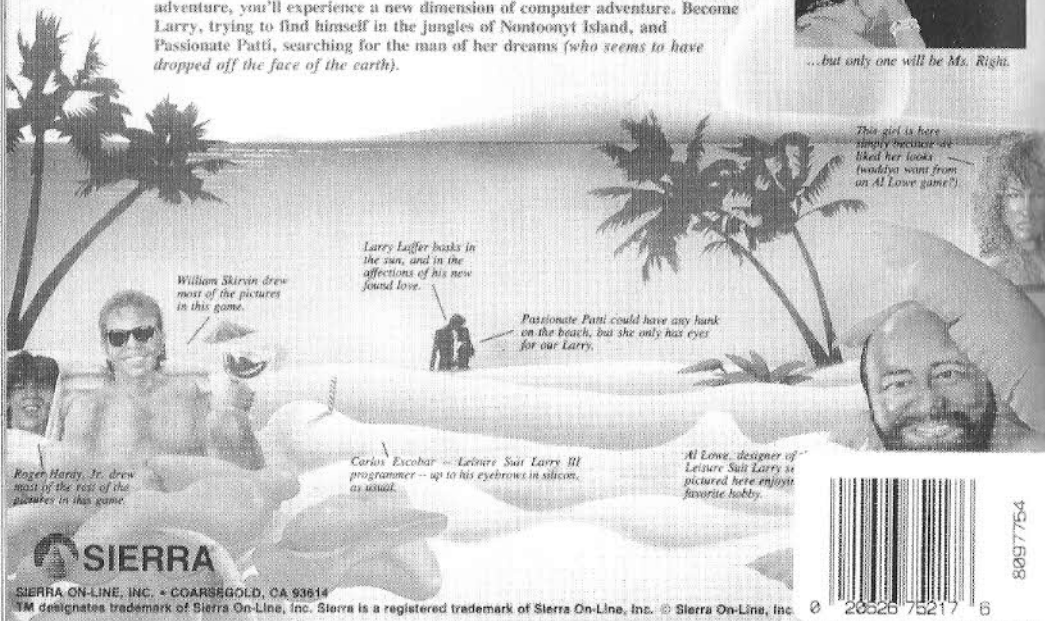 adventure, you'll experience a new dimension of computer adventure. Become
Larry, trying to find himself in the jungles of Nontoonyt Island, and
Passionate Patti, searching for the man of her dreams (who seems to have
dropped off the face of the earth).
...but only one will be Ms. Right.
This girl is here
simply because we
liked her looks
(waddya want from
an Al Lowe game?)
Larry Laffer basks in
the sun, and in the
affections of his new
found love.
William Skirvin drew
most of the pictures
in this game.
Passionate Patti could have any hunk
on the beach, but she only has eyes
for our Larry.
Roger Hardy, Jr. drew
most of the rest of the
pictures in this game.
Carlos Escobar -- Leisure Suit Larry III
programmer -- up to his eyebrows in silicon,
as usual.
Al Lowe, designer of
Leisure Suit Larry se
pictured here enjoyin
favorite hobby.
SIERRA
SIERRA ON-LINE, INC. • COARSEGOLD, CA 93614
TM designates trademark of Sierra On-Line, Inc. Sierra is a registered trademark of Sierra On-Line, Inc. © Sierra On-Line, Inc
0 20526 75217 6
8097754